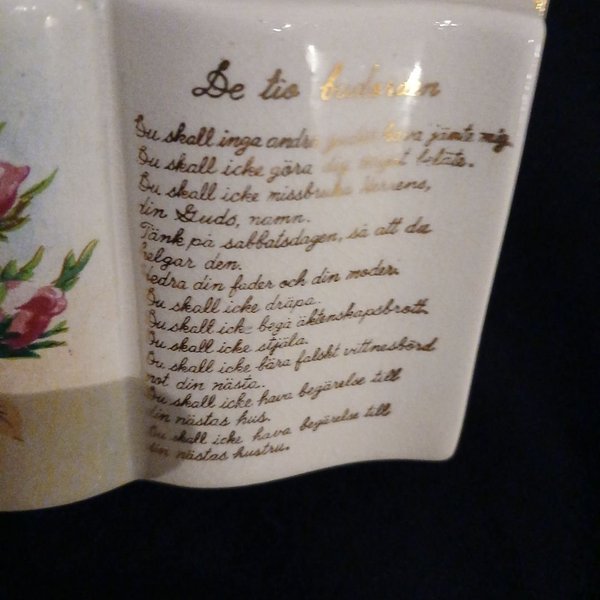 De tio budorden
Du skall inga andra gudar hava jämte mig.
Du skall icke göra dig något beläte.
Du skall icke missbruka Herrens,
din Guds, namn.
Tänk på sabbatsdagen, så att du
helgar den.
Hedra din fader och din moder.
Du skall icke dräpa.
Du skall icke begå äktenskapsbrott.
Du skall icke stjäla.
Du skall icke bära falskt vittnesbörd
mot din nästa.
Du skall icke hava begärelse till
din nästas hus.
Du skall icke hava begärelse till
din nästas hustru.